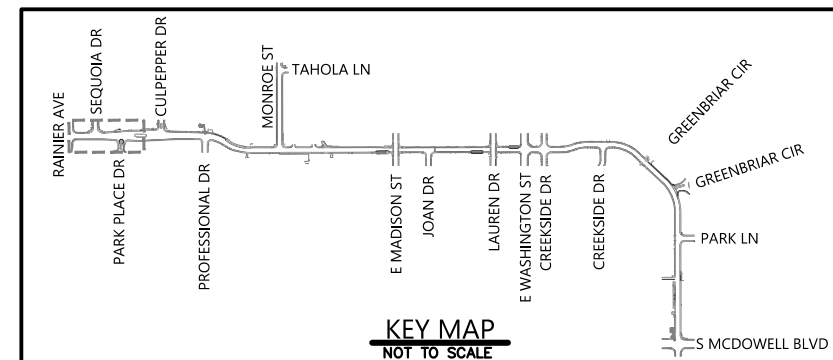 RAINIER AVE
SEQUOIA DR
CULPEPPER DR
MONROE ST
TAHOLA LN
GREENBRIAR CIR
GREENBRIAR CIR
PARK PLACE DR
PROFESSIONAL DR
E MADISON ST
JOAN DR
LAUREN DR
E WASHINGTON ST
CREEKSIDE DR
CREEKSIDE DR
PARK LN
S MCDOWELL BLVD
KEY MAP
NOT TO SCALE